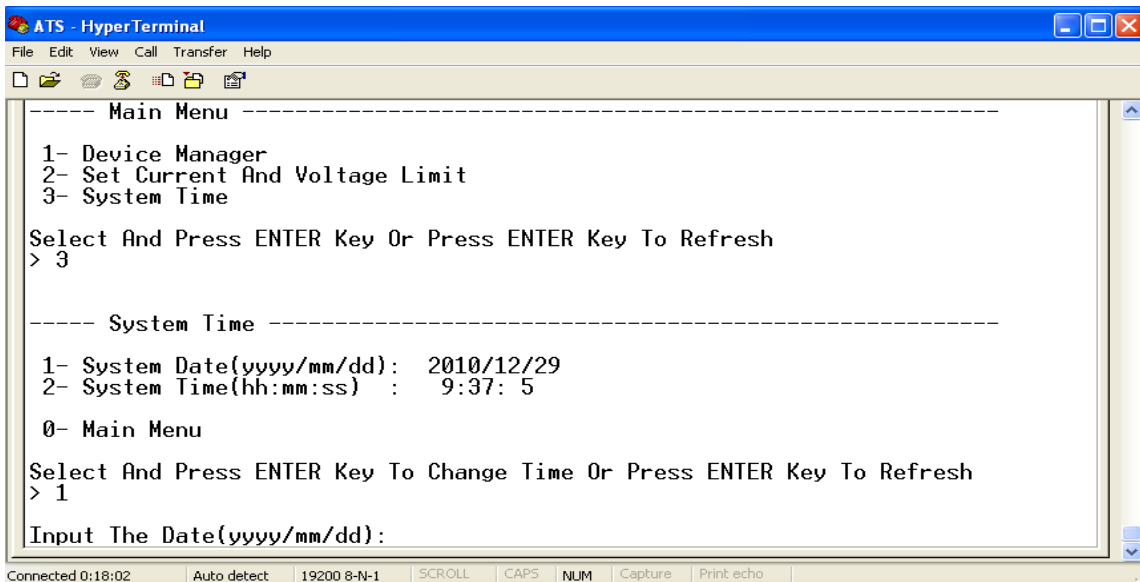 ATS - HyperTerminal
File Edit View Call Transfer Help
----- Main Menu ---------------------------------------------------------
1- Device Manager
2- Set Current And Voltage Limit
3- System Time
Select And Press ENTER Key Or Press ENTER Key To Refresh
> 3
----- System Time -------------------------------------------------------
1- System Date(yyyy/mm/dd): 2010/12/29
2- System Time(hh:mm:ss) : 9:37: 5
0- Main Menu
Select And Press ENTER Key To Change Time Or Press ENTER Key To Refresh
> 1
Input The Date(yyyy/mm/dd):
Connected 0:18:02 Auto detect 19200 8-N-1 SCROLL CAPS NUM Capture Print echo